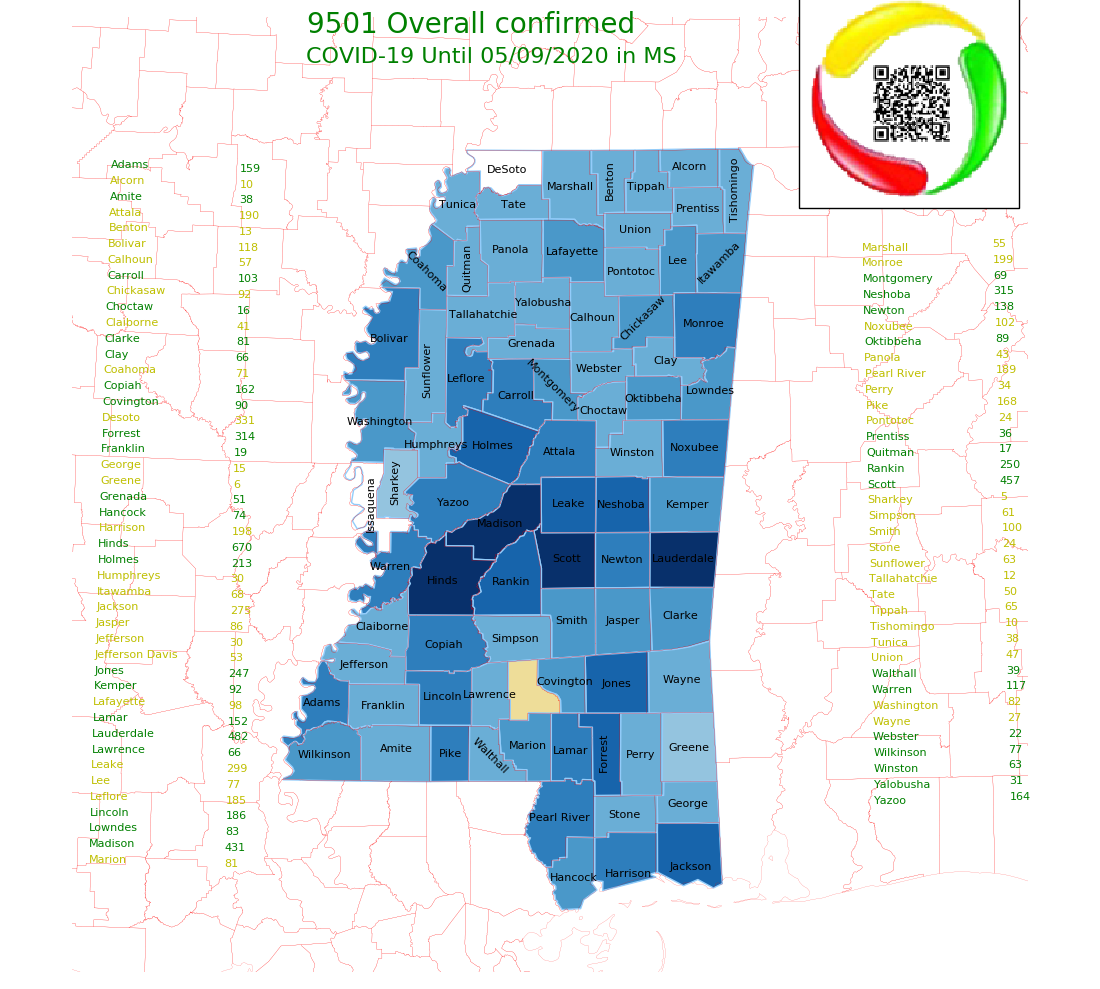 9501 Overall confirmed
COVID-19 Until 05/09/2020 in MS
Adams 159
Alcorn 10
Amite 38
Attala 190
Benton 13
Bolivar 118
Calhoun 57
Carroll 103
Chickasaw 92
Choctaw 16
Claiborne 41
Clarke 81
Clay 66
Coahoma 71
Copiah 162
Covington 90
Desoto 331
Forrest 314
Franklin 19
George 15
Greene 6
Grenada 51
Hancock 74
Harrison 198
Hinds 670
Holmes 213
Humphreys 30
Itawamba 68
Jackson 275
Jasper 86
Jefferson 30
Jefferson Davis 53
Jones 247
Kemper 92
Lafayette 98
Lamar 152
Lauderdale 482
Lawrence 66
Leake 299
Lee 77
Leflore 185
Lincoln 186
Lowndes 83
Madison 431
Marion 81
DeSoto
Marshall
Benton
Tippah
Alcorn
Tishomingo
Prentiss
Tunica
Tate
Union
Panola
Lafayette
Lee
Itawamba
Coahoma
Quitman
Pontotoc
Yalobusha
Tallahatchie
Calhoun
Chickasaw
Monroe
Bolivar
Grenada
Sunflower
Clay
Webster
Leflore
Montgomery
Carroll
Oktibbeha
Lowndes
Choctaw
Washington
Humphreys
Holmes
Attala
Winston
Noxubee
Sharkey
Issaquena
Yazoo
Leake
Neshoba
Kemper
Madison
Warren
Hinds
Rankin
Scott
Newton
Lauderdale
Claiborne
Smith
Jasper
Clarke
Copiah
Simpson
Jefferson
Covington
Jones
Wayne
Adams
Franklin
Lincoln
Lawrence
Wilkinson
Amite
Pike
Walthall
Marion
Lamar
Forrest
Perry
Greene
Pearl River
Stone
George
Hancock
Harrison
Jackson
Marshall 55
Monroe 199
Montgomery 69
Neshoba 315
Newton 138
Noxubee 102
Oktibbeha 89
Panola 43
Pearl River 189
Perry 34
Pike 168
Pontotoc 24
Prentiss 36
Quitman 17
Rankin 250
Scott 457
Sharkey 5
Simpson 61
Smith 100
Stone 24
Sunflower 63
Tallahatchie 12
Tate 50
Tippah 65
Tishomingo 10
Tunica 38
Union 47
Walthall 39
Warren 117
Washington 82
Wayne 27
Webster 22
Wilkinson 77
Winston 63
Yalobusha 31
Yazoo 164